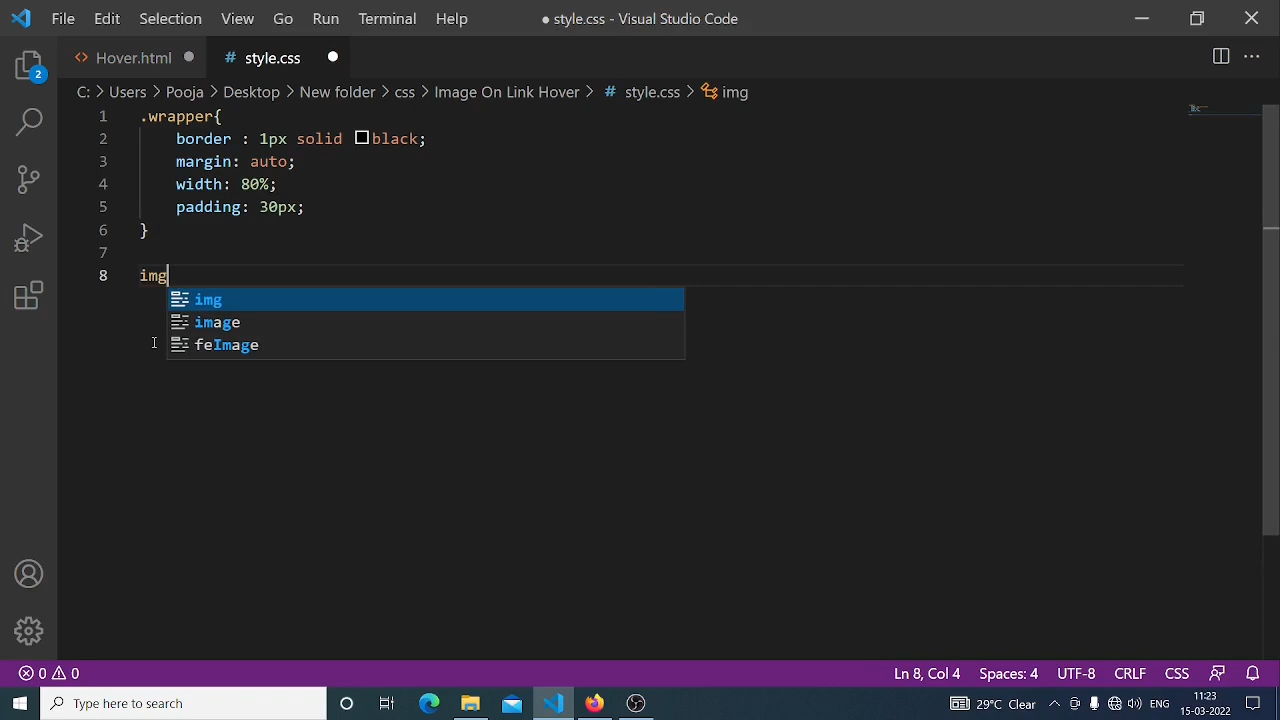 File Edit Selection View Go Run Terminal Help ● style.css - Visual Studio Code
2
<> Hover.html ● # style.css ●
C: > Users > Pooja > Desktop > New folder > css > Image On Link Hover > # style.css > img
1 .wrapper{
2 border : 1px solid black;
3 margin: auto;
4 width: 80%;
5 padding: 30px;
6 }
7
8 img
img
image
feImage
0 0 Ln 8, Col 4 Spaces: 4 UTF-8 CRLF CSS
Type here to search 29°C Clear ENG 11:23
15-03-2022